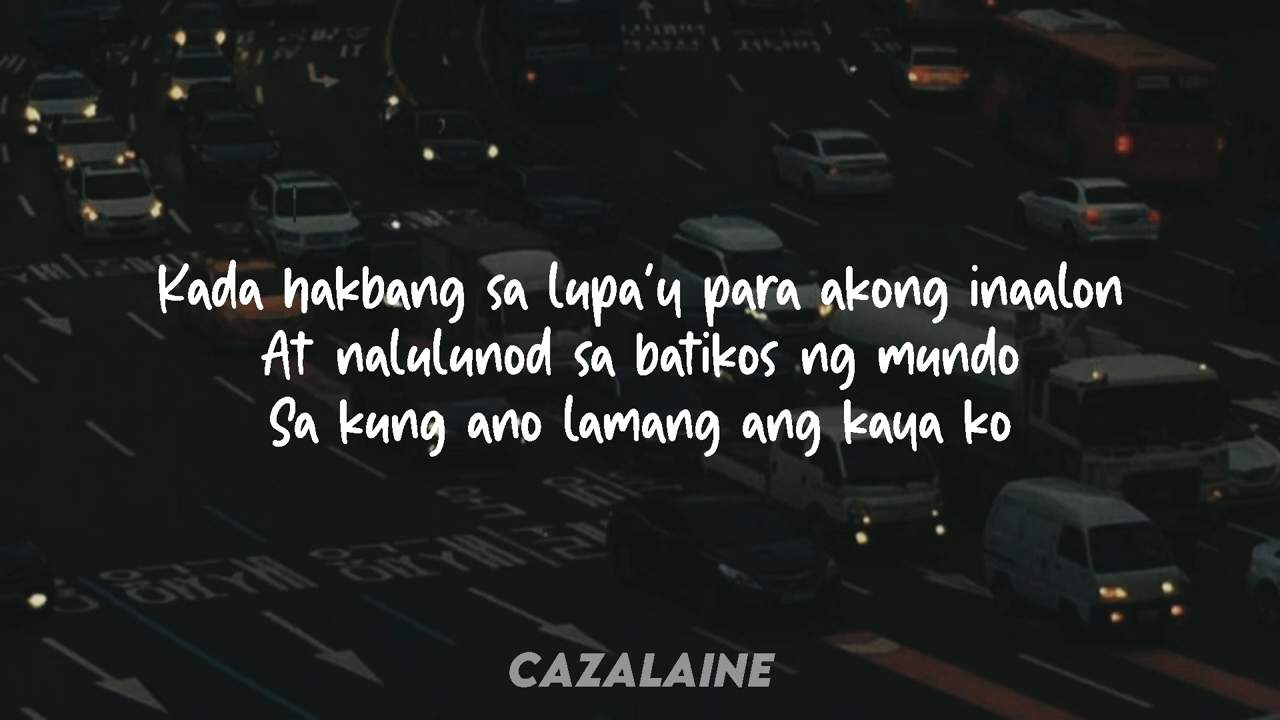 Kada hakbang sa lupa'y para akong inaalon
At nalulunod sa batikos ng mundo
Sa kung ano lamang ang kaya ko
CAZALAINE